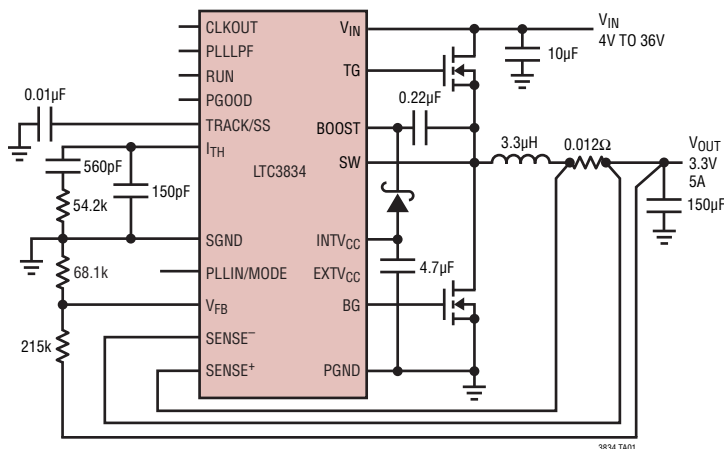 CLKOUT
PLLLPF
RUN
PGOOD
TRACK/SS
ITH
SGND
PLLIN/MODE
VFB
SENSE–
SENSE+
LTC3834
VIN
TG
BOOST
SW
INTVCC
EXTVCC
BG
PGND
0.01µF
560pF
150pF
54.2k
68.1k
215k
0.22µF
4.7µF
10µF
VIN
4V TO 36V
3.3µH
0.012Ω
VOUT
3.3V
5A
150µF
3834 TA01